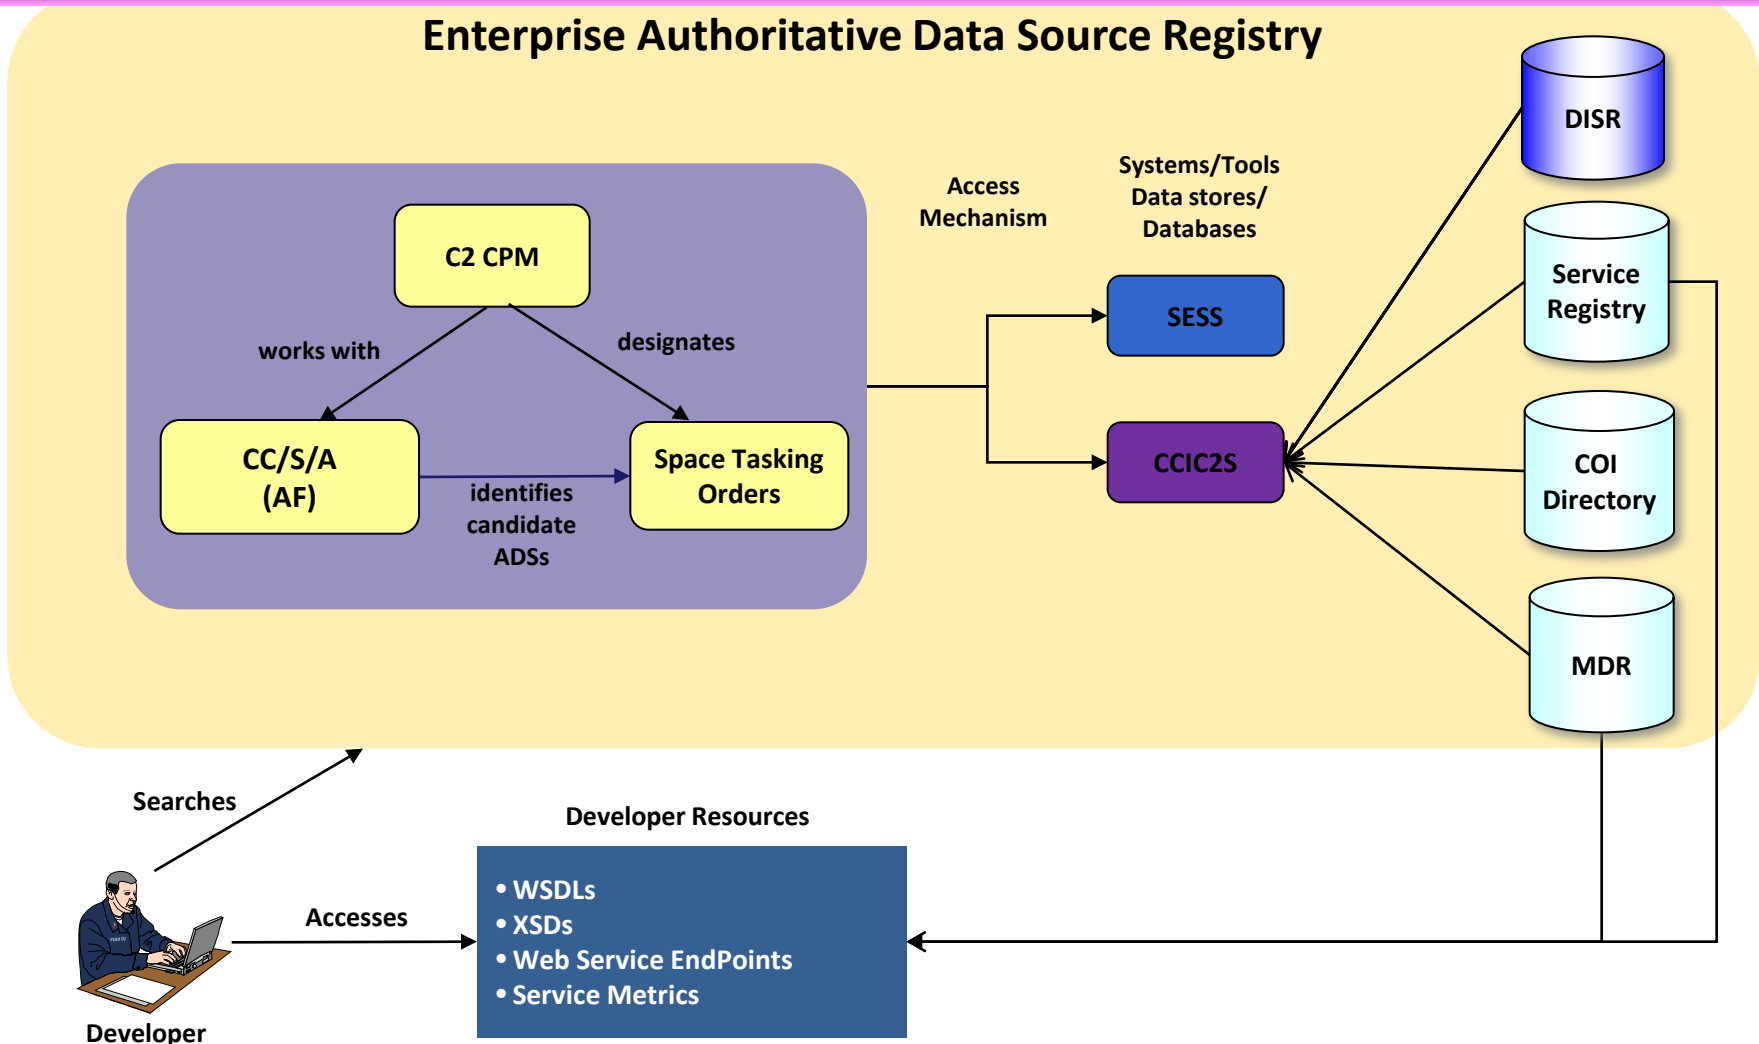 Enterprise Authoritative Data Source Registry
DISR
Systems/Tools
Data stores/
Databases
Access
Mechanism
C2 CPM
works with
designates
SESS
Service
Registry
CC/S/A
(AF)
identifies
candidate
ADSs
Space Tasking
Orders
CCIC2S
COI
Directory
MDR
Searches
Developer Resources
Accesses
• WSDLs
• XSDs
• Web Service EndPoints
• Service Metrics
Developer